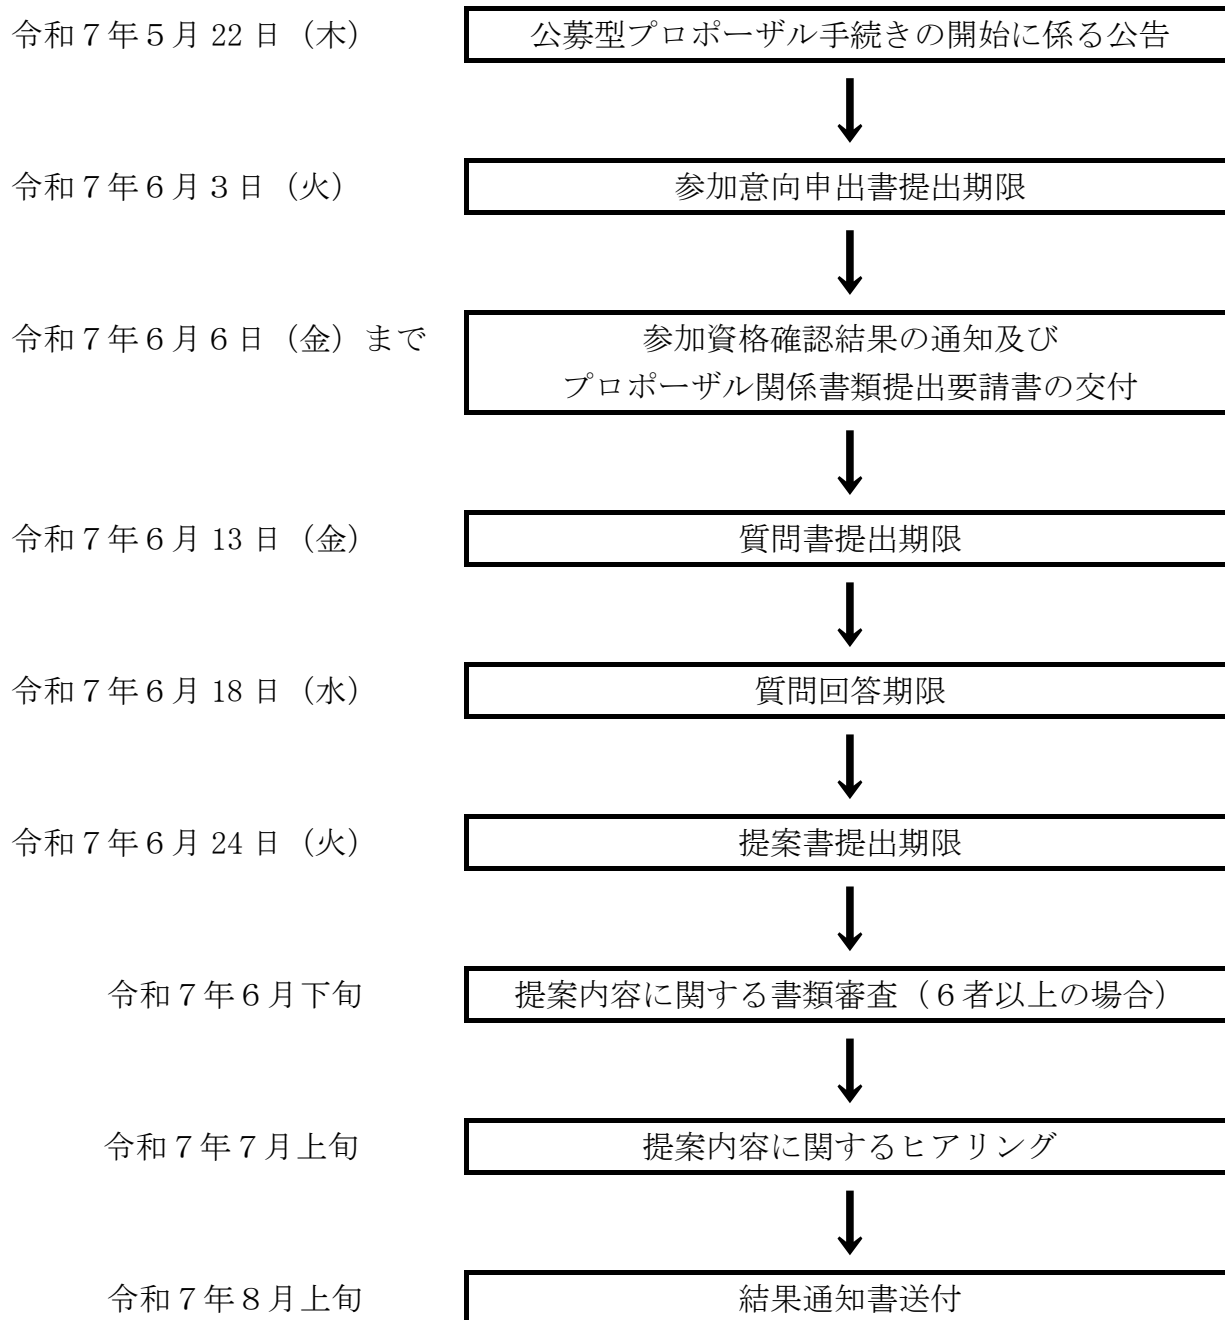 令和７年５月 22 日（木）
公募型プロポーザル手続きの開始に係る公告
令和７年６月３日（火）
参加意向申出書提出期限
令和７年６月６日（金）まで
参加資格確認結果の通知及び
プロポーザル関係書類提出要請書の交付
令和７年６月 13 日（金）
質問書提出期限
令和７年６月 18 日（水）
質問回答期限
令和７年６月 24 日（火）
提案書提出期限
令和７年６月下旬
提案内容に関する書類審査（６者以上の場合）
令和７年７月上旬
提案内容に関するヒアリング
令和７年８月上旬
結果通知書送付